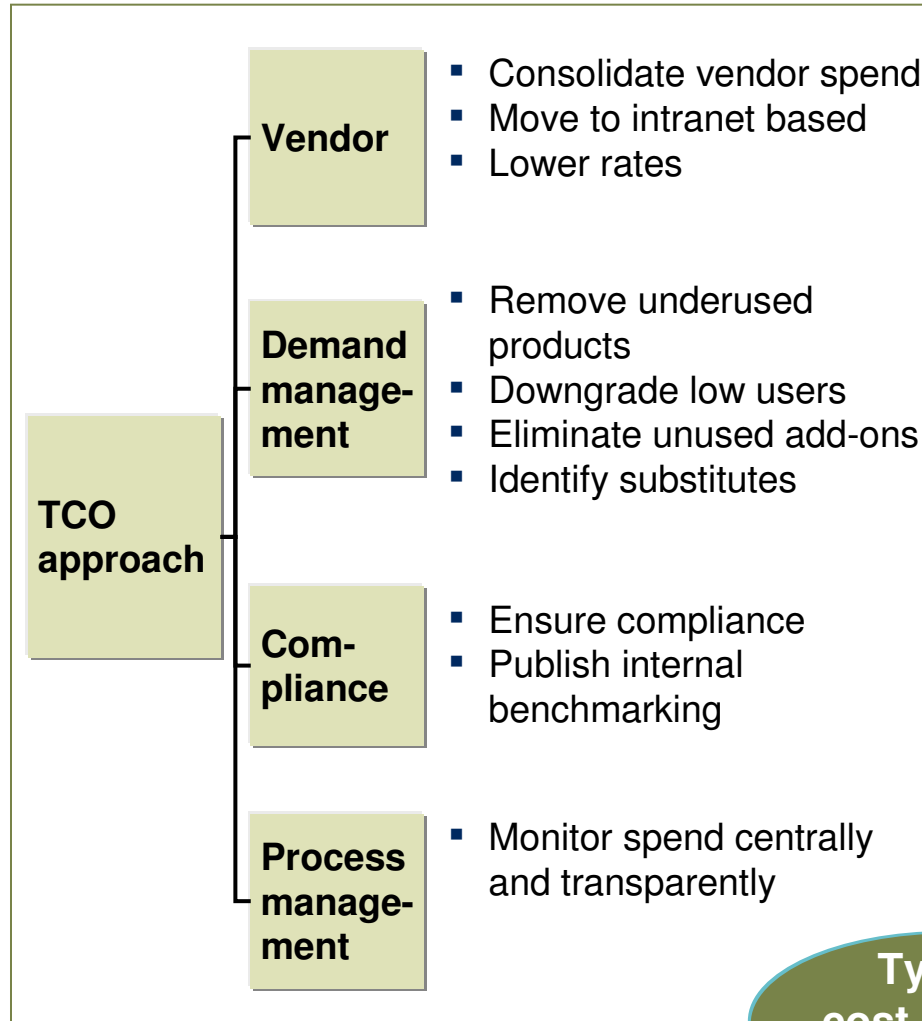 Vendor
▪ Consolidate vendor spend
▪ Move to intranet based
▪ Lower rates
Demand
manage-
ment
▪ Remove underused
products
▪ Downgrade low users
▪ Eliminate unused add-ons
▪ Identify substitutes
TCO
approach
Com-
pliance
▪ Ensure compliance
▪ Publish internal
benchmarking
Process
manage-
ment
▪ Monitor spend centrally
and transparently
Ty
cost